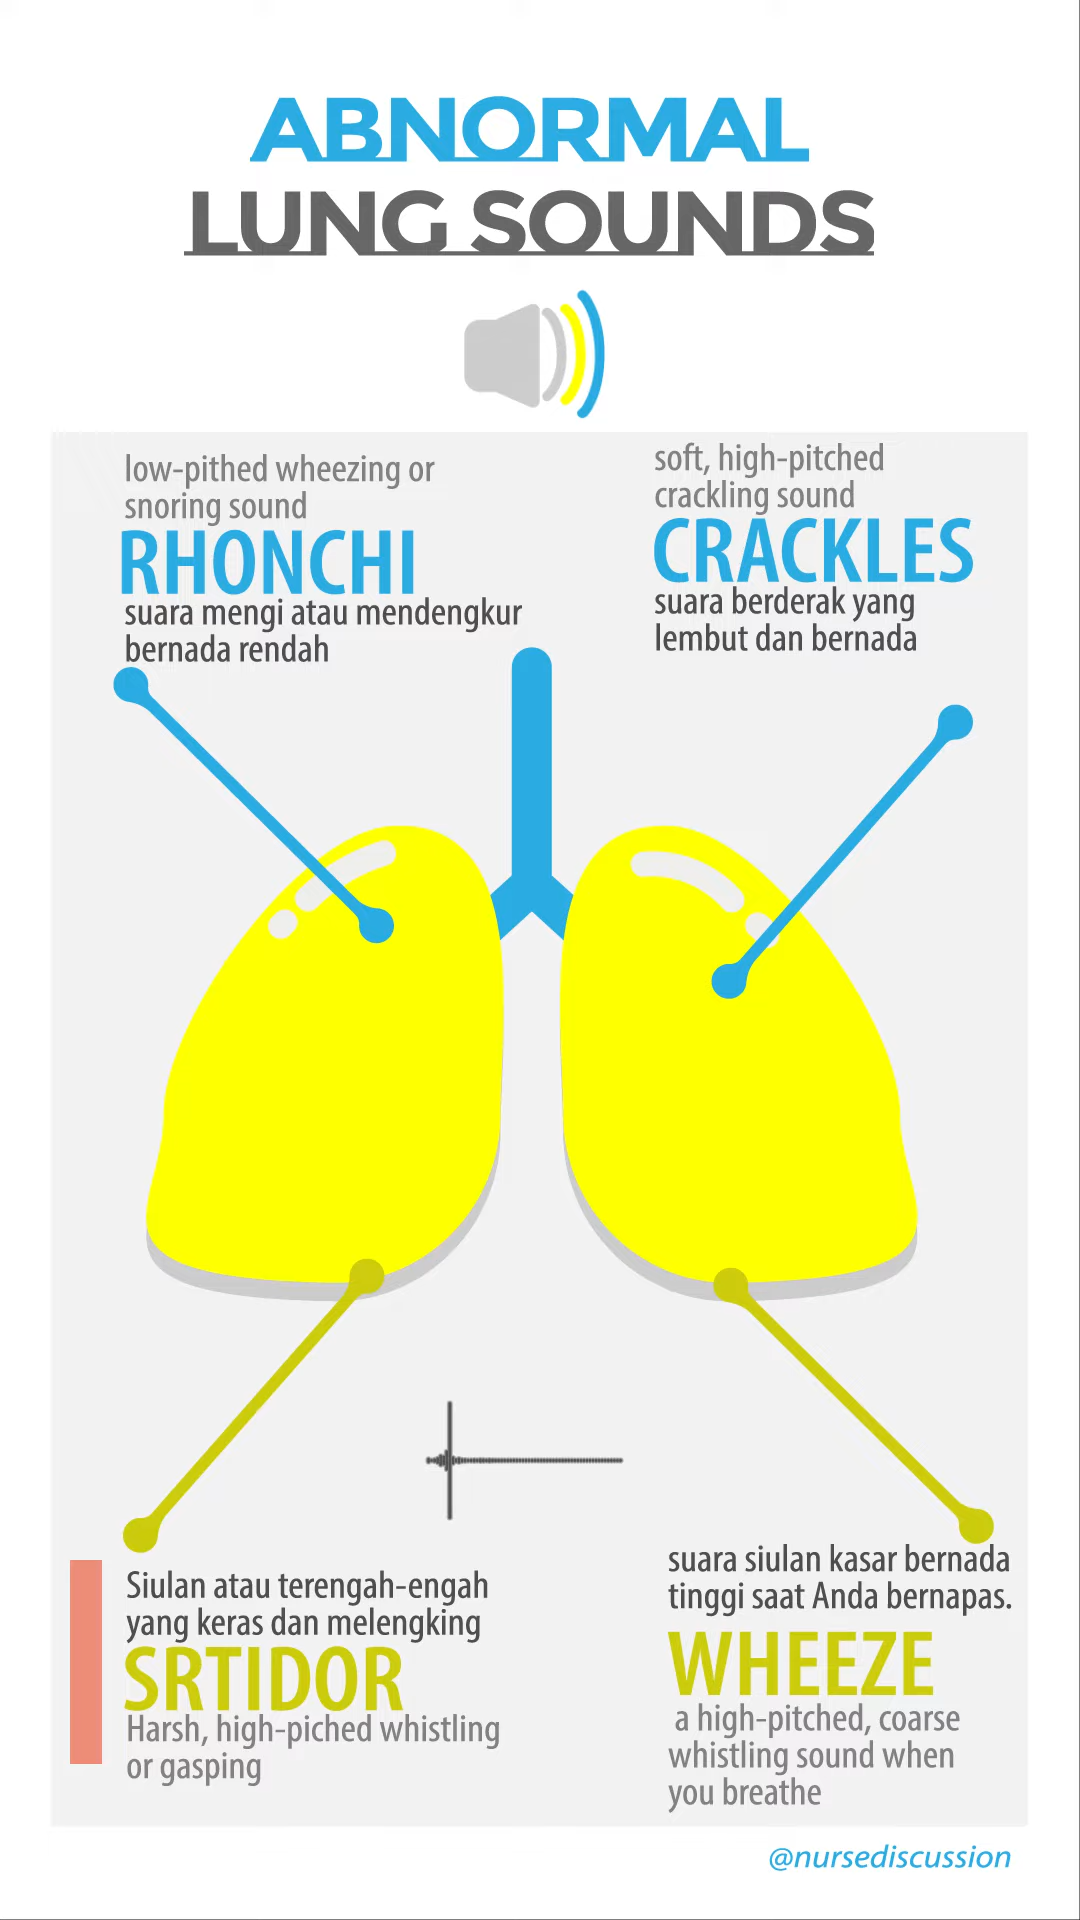 ABNORMAL
LUNG SOUNDS
low-pithed wheezing or
snoring sound
RHONCHI
suara mengi atau mendengkur
bernada rendah
soft, high-pitched
crackling sound
CRACKLES
suara berderak yang
lembut dan bernada
Siulan atau terengah-engah
yang keras dan melengking
SRTIDOR
Harsh, high-piched whistling
or gasping
suara siulan kasar bernada
tinggi saat Anda bernapas.
WHEEZE
a high-pitched, coarse
whistling sound when
you breathe
@nursediscussion